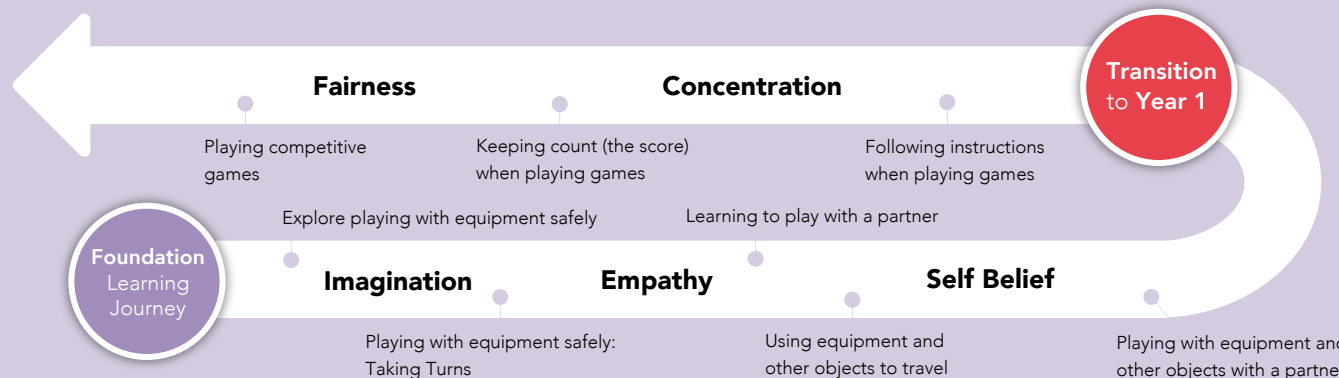 Fairness
Concentration
Transition
to Year 1
Playing competitive
games
Keeping count (the score)
when playing games
Following instructions
when playing games
Explore playing with equipment safely
Learning to play with a partner
Foundation
Learning
Journey
Imagination
Empathy
Self Belief
Playing with equipment safely:
Taking Turns
Using equipment and
other objects to travel
Playing with equipment and
other objects with a partne